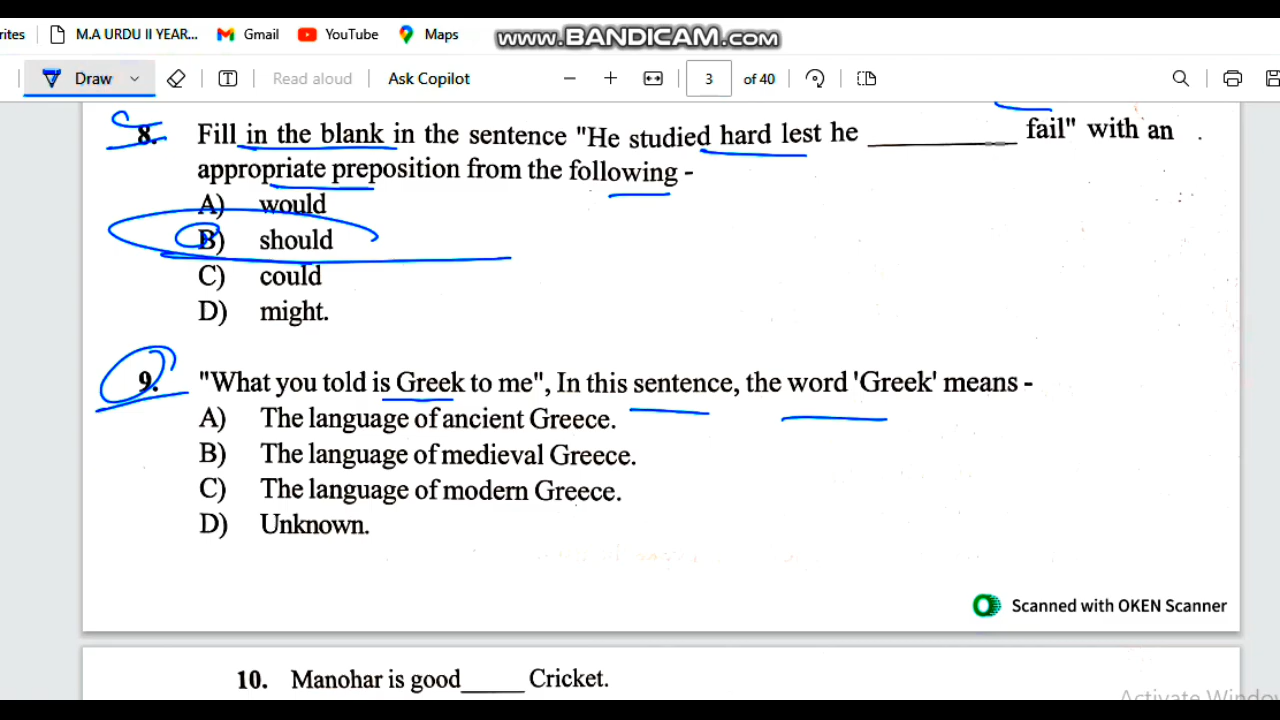 rites M.A URDU II YEAR... Gmail YouTube Maps www.BANDICAM.com
Draw Read aloud Ask Copilot 3 of 40
8. Fill in the blank in the sentence "He studied hard lest he __________ fail" with an
appropriate preposition from the following -
A) would
B) should
C) could
D) might.
9. "What you told is Greek to me", In this sentence, the word 'Greek' means -
A) The language of ancient Greece.
B) The language of medieval Greece.
C) The language of modern Greece.
D) Unknown.
Scanned with OKEN Scanner
10. Manohar is good_____ Cricket.
Activate Windo